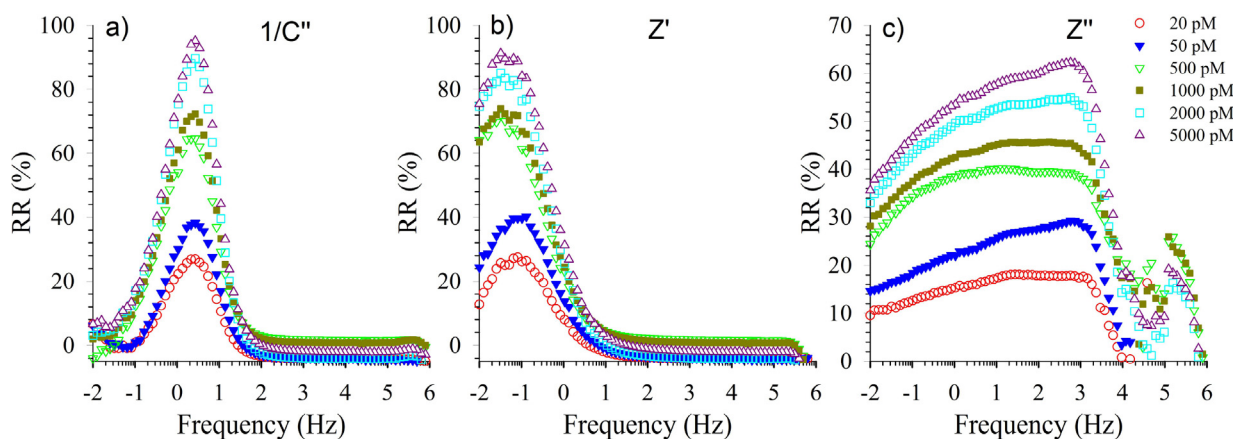 a) 1/C"
100
80
60
40
20
0
RR (%)
-2 -1 0 1 2 3 4 5 6
Frequency (Hz)
b) Z'
100
80
60
40
20
0
RR (%)
-2 -1 0 1 2 3 4 5 6
Frequency (Hz)
c) Z"
70
60
50
40
30
20
10
0
RR (%)
-2 -1 0 1 2 3 4 5 6
Frequency (Hz)
20 pM
50 pM
500 pM
1000 pM
2000 pM
5000 pM